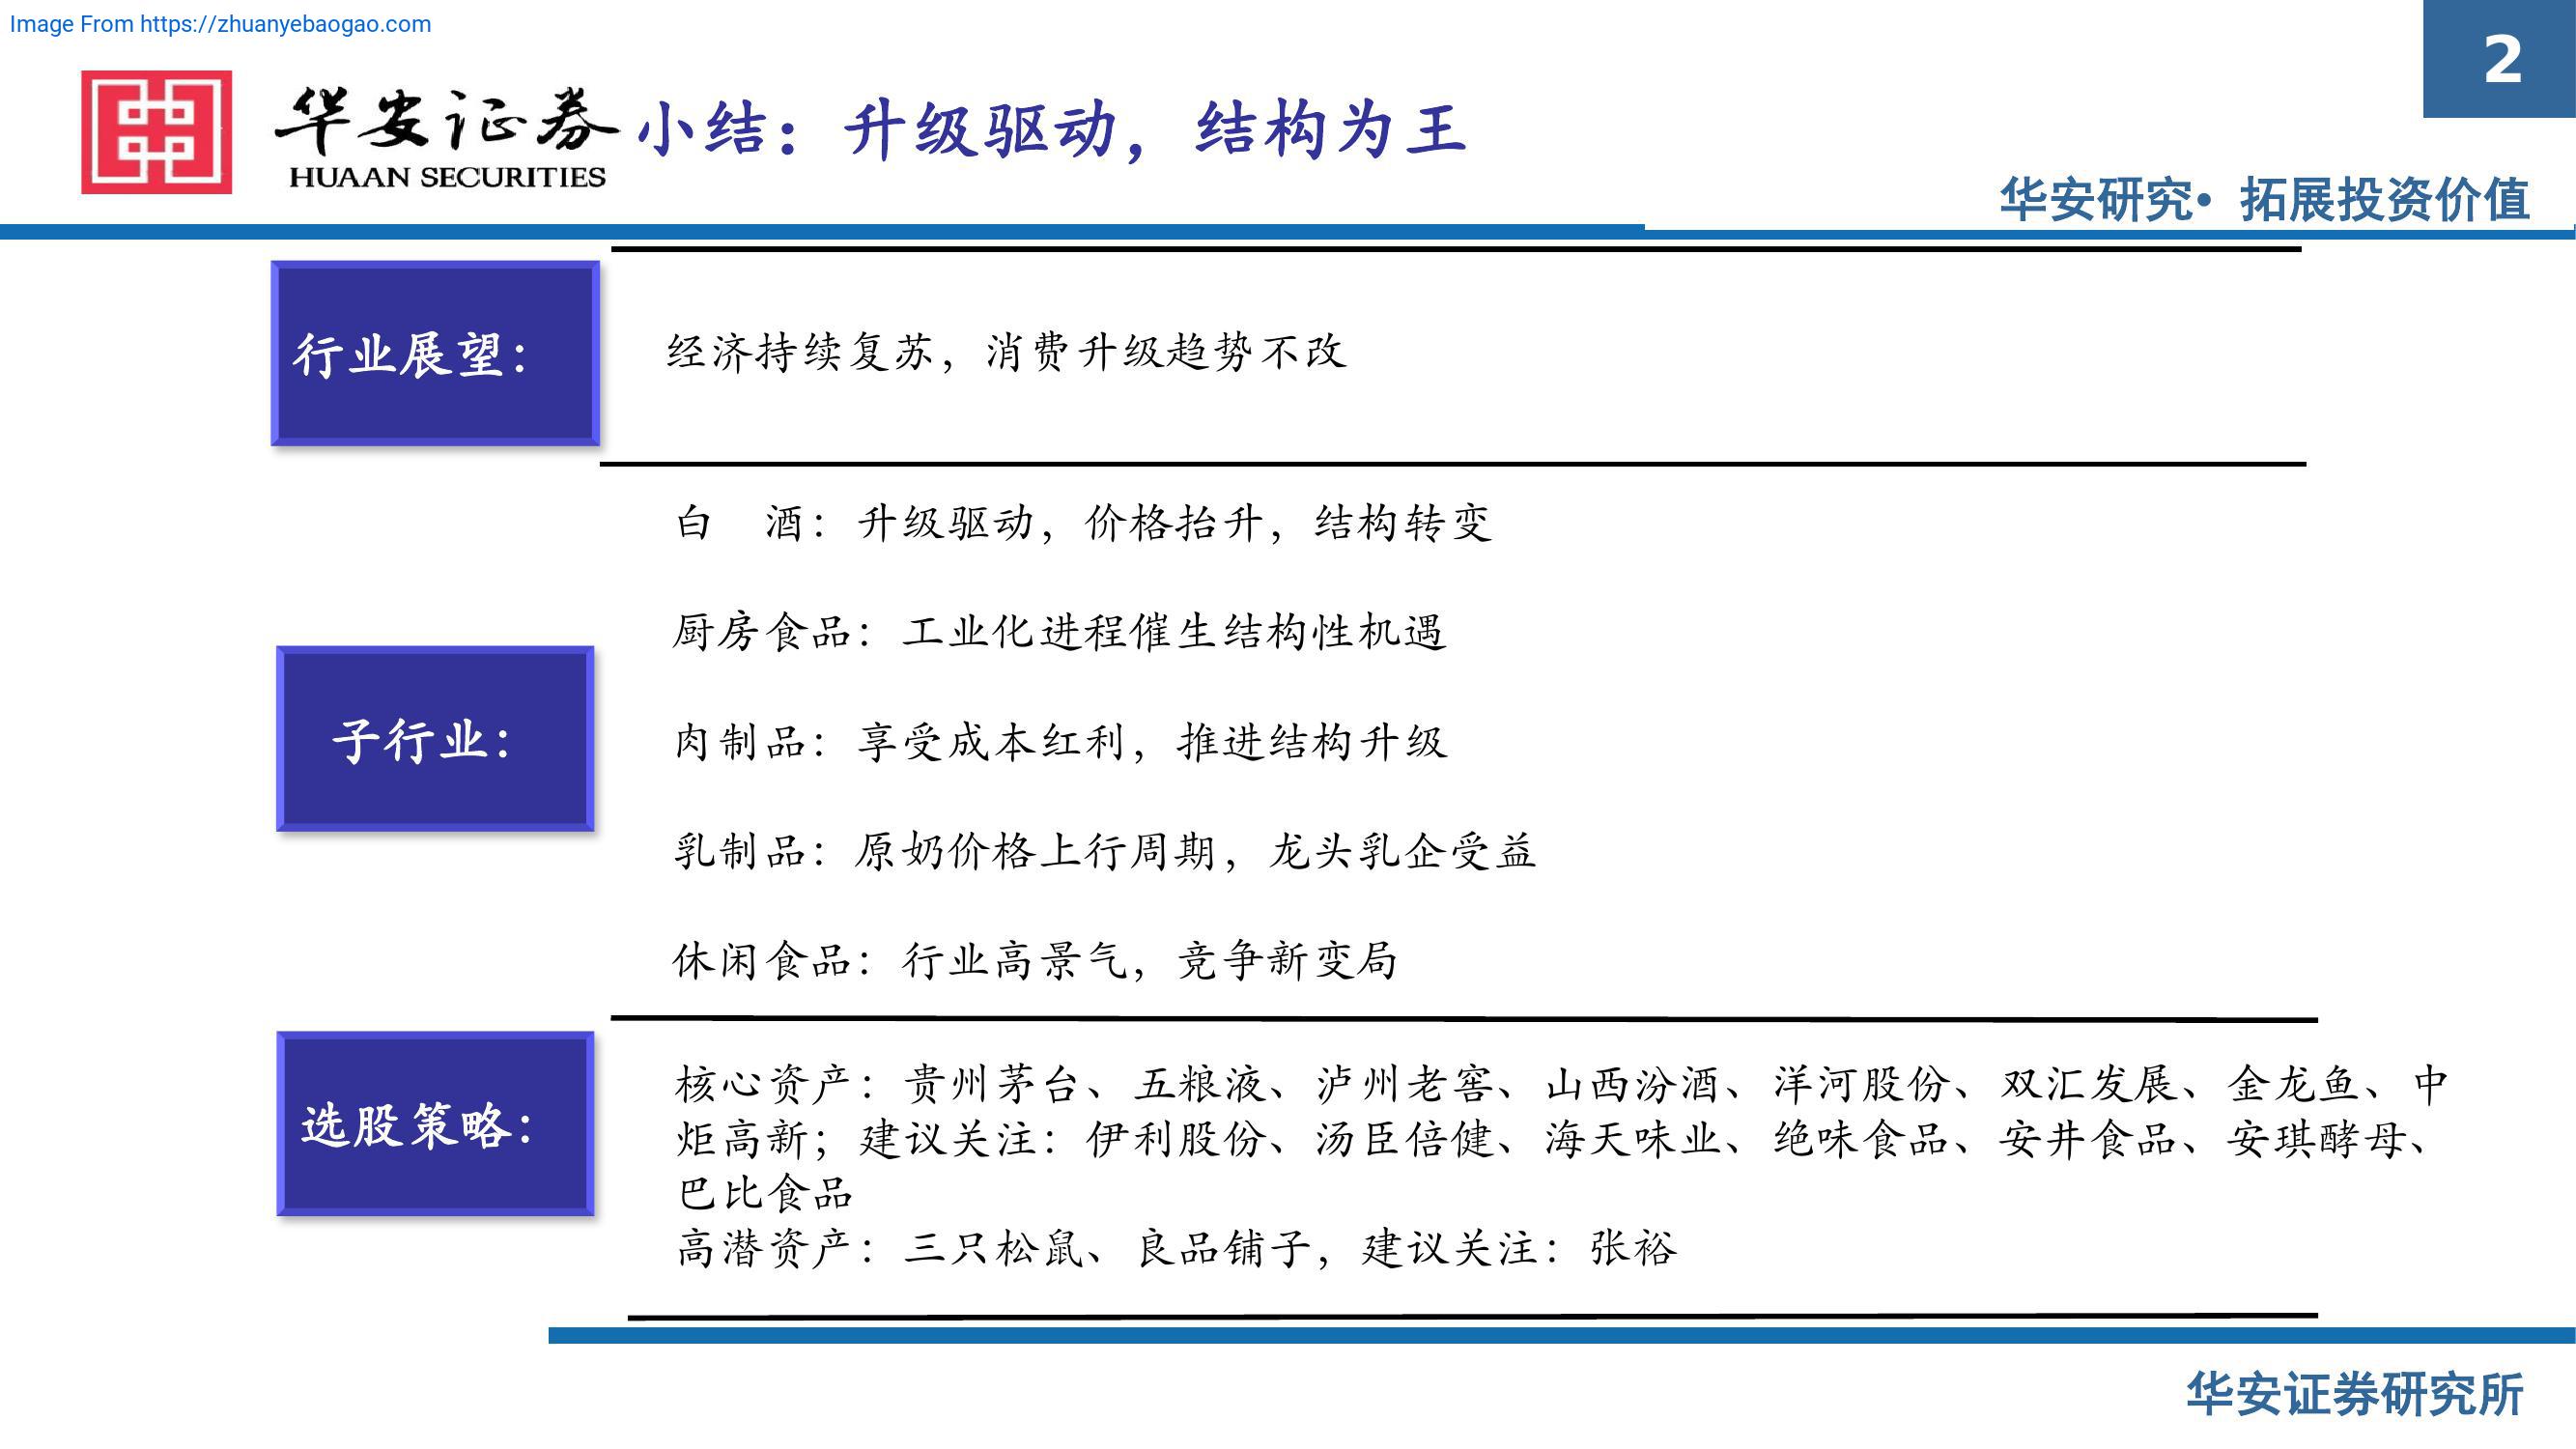 Image From https://zhuanyebaogao.com
2
华安证券
HUAAN SECURITIES
小结：升级驱动，结构为王
华安研究• 拓展投资价值
行业展望：
经济持续复苏，消费升级趋势不改
子行业：
白　酒：升级驱动，价格抬升，结构转变
厨房食品：工业化进程催生结构性机遇
肉制品：享受成本红利，推进结构升级
乳制品：原奶价格上行周期，龙头乳企受益
休闲食品：行业高景气，竞争新变局
选股策略：
核心资产：贵州茅台、五粮液、泸州老窖、山西汾酒、洋河股份、双汇发展、金龙鱼、中
炬高新；建议关注：伊利股份、汤臣倍健、海天味业、绝味食品、安井食品、安琪酵母、
巴比食品
高潜资产：三只松鼠、良品铺子，建议关注：张裕
华安证券研究所